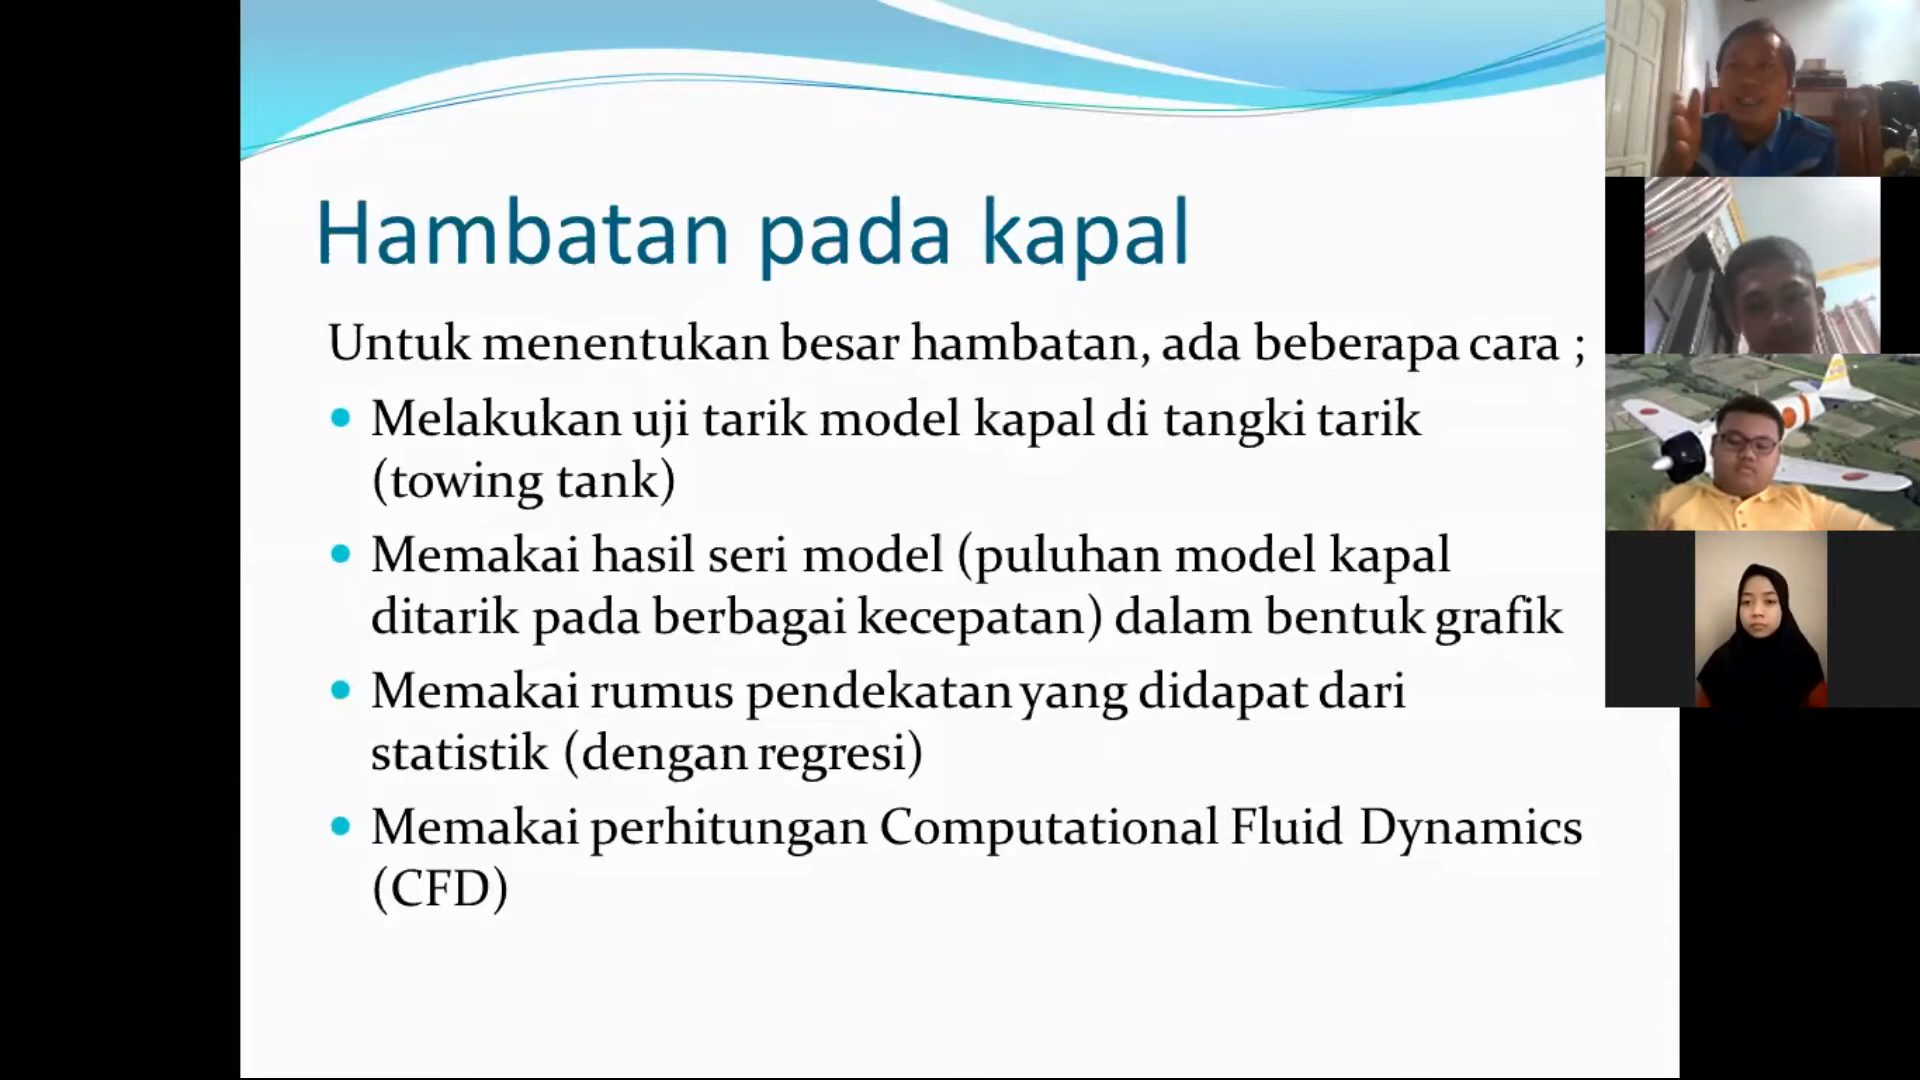 Hambatan pada kapal
Untuk menentukan besar hambatan, ada beberapa cara ;
Melakukan uji tarik model kapal di tangki tarik
(towing tank)
Memakai hasil seri model (puluhan model kapal
ditarik pada berbagai kecepatan) dalam bentuk grafik
Memakai rumus pendekatan yang didapat dari
statistik (dengan regresi)
Memakai perhitungan Computational Fluid Dynamics
(CFD)